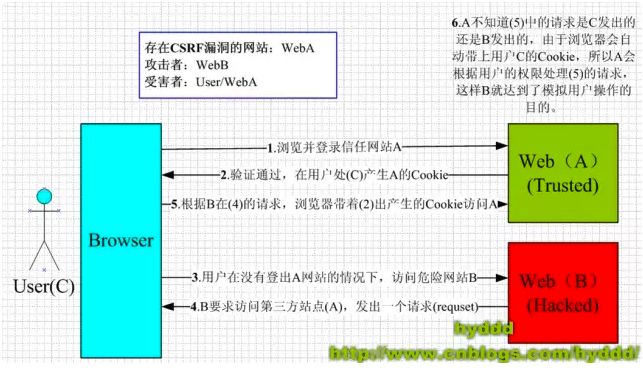 存在CSRF漏洞的网站：WebA
攻击者：WebB
受害者：User/WebA
6.A不知道(5)中的请求是C发出的
还是B发出的，由于浏览器会自
动带上用户C的Cookie，所以A会
根据用户的权限处理(5)的请求，
这样B就达到了模拟用户操作的
目的。
1.浏览并登录信任网站A
2.验证通过，在用户处(C)产生A的Cookie
5.根据B在(4)的请求，浏览器带着(2)出产生的Cookie访问A
Web（A）
(Trusted)
Browser
User(C)
3.用户在没有登出A网站的情况下，访问危险网站B
4.B要求访问第三方站点(A)，发出一个请求(requset)
Web（B）
(Hacked)
hyddd
http://www.cnblogs.com/hyddd/